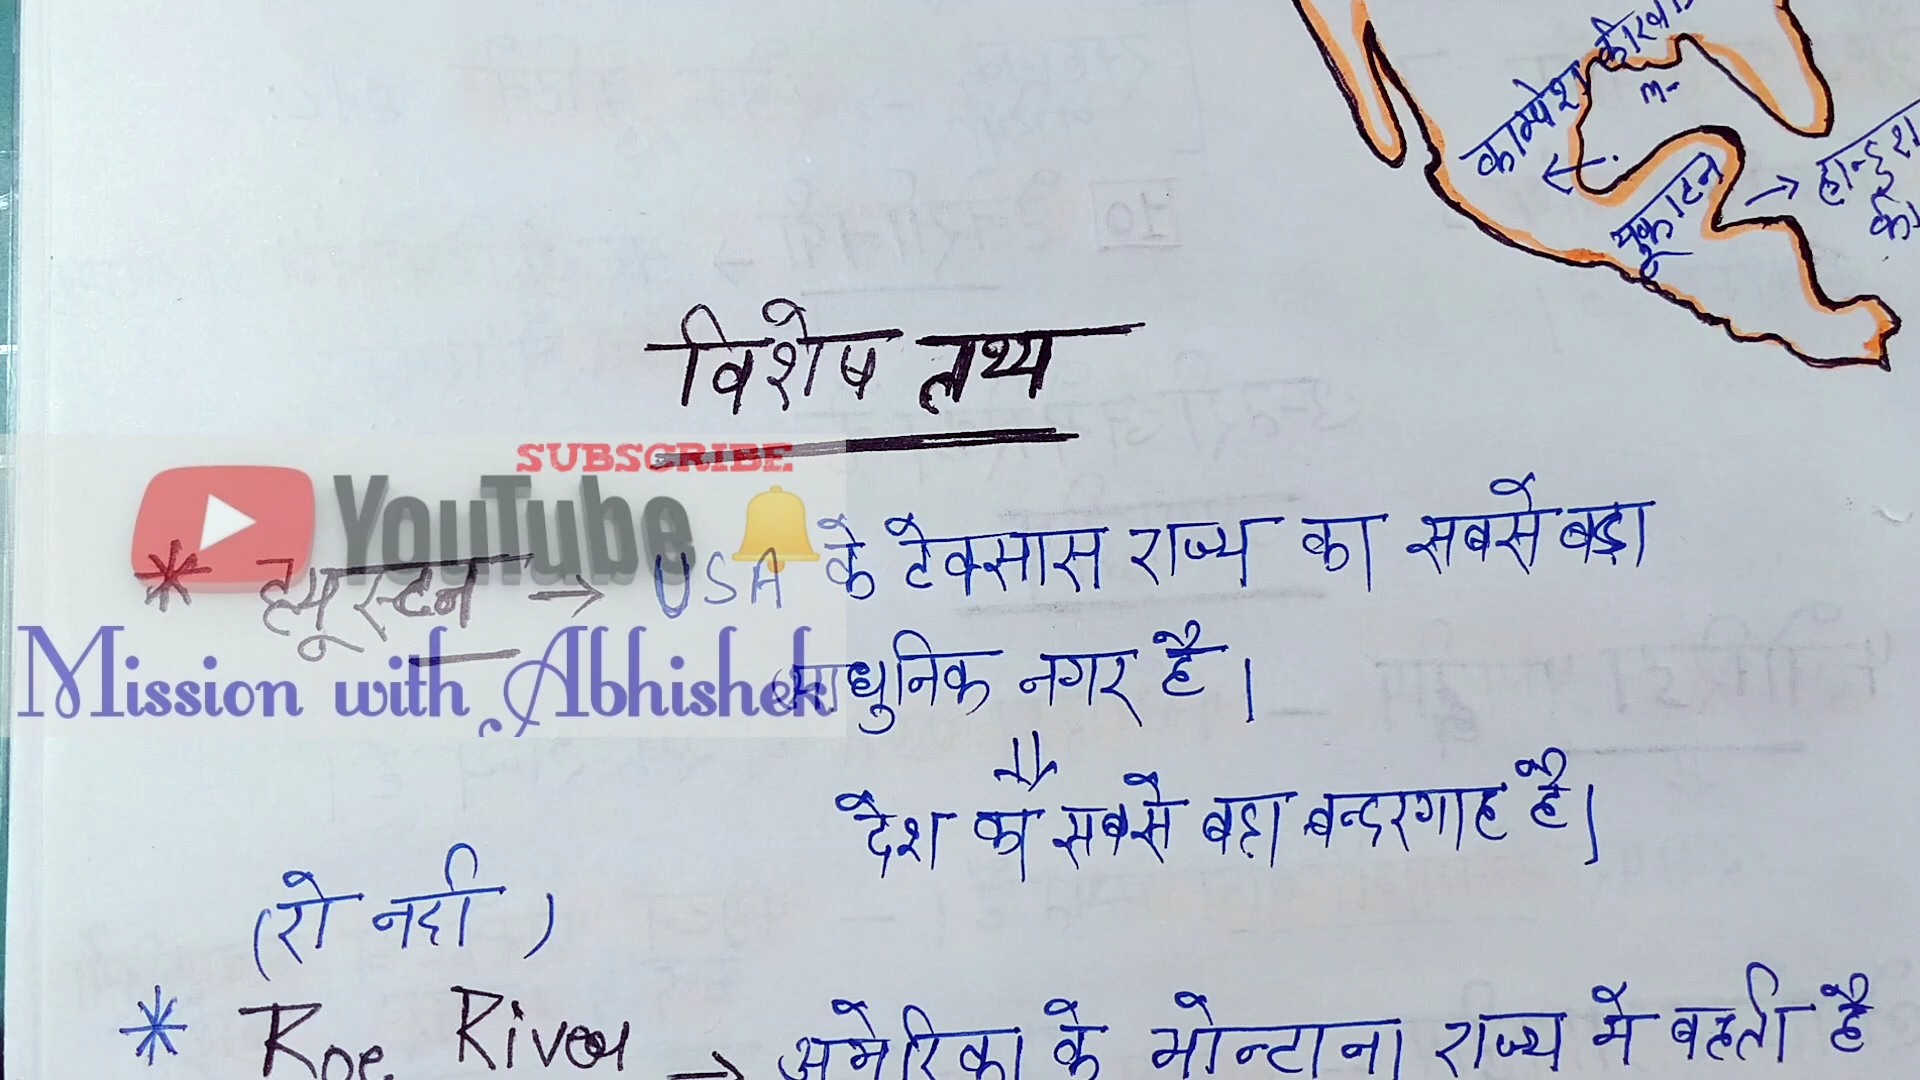 की खा
काम्पेश
m-
युकाटन
हान्डुरा
की
विशेष तथ्य
SUBSCRIBE
YouTube
* ह्यूस्टन → USA के टेक्सास राज्य का सबसे बड़ा
आधुनिक नगर है।
Mission with Abhishek
देश का सबसे बड़ा बन्दरगाह है।
(रो नदी)
* Roe River → अमेरिका के मोन्टाना राज्य में बहती है